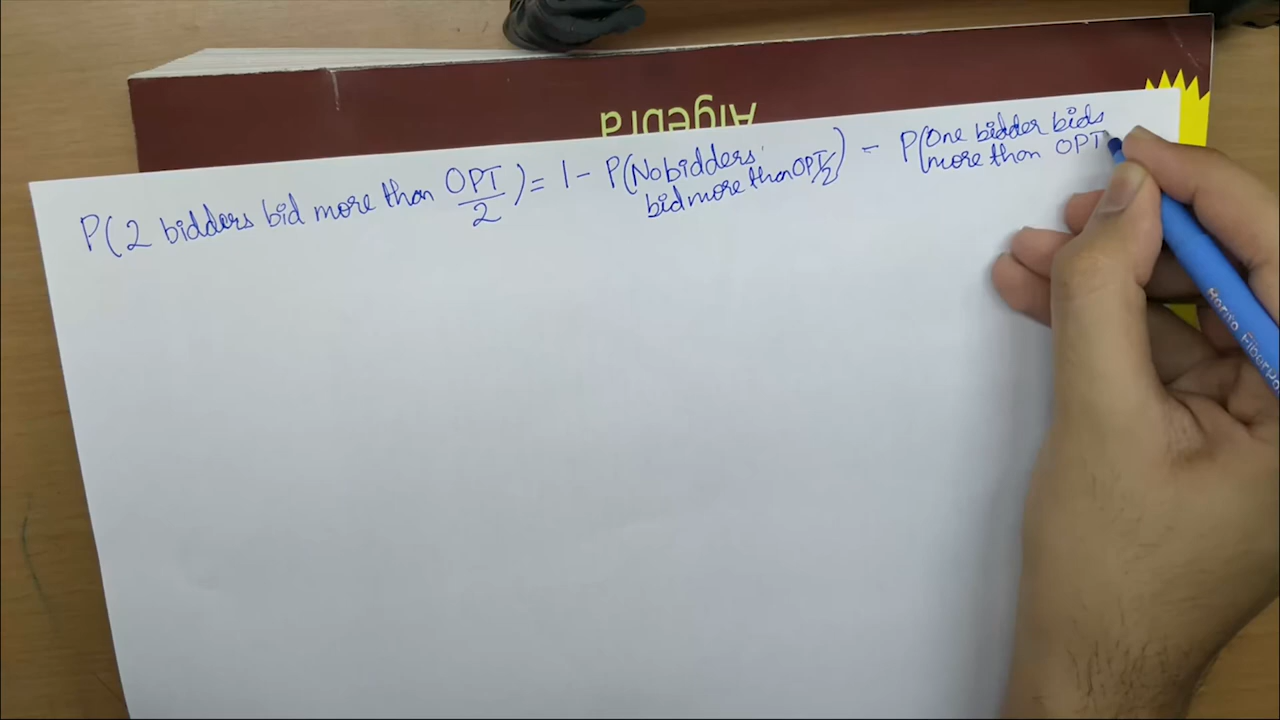 Algebra
P(2 bidders bid more than OPT/2) = 1 - P(No bidders bid more than OPT/2) - P(One bidder bids more than OPT